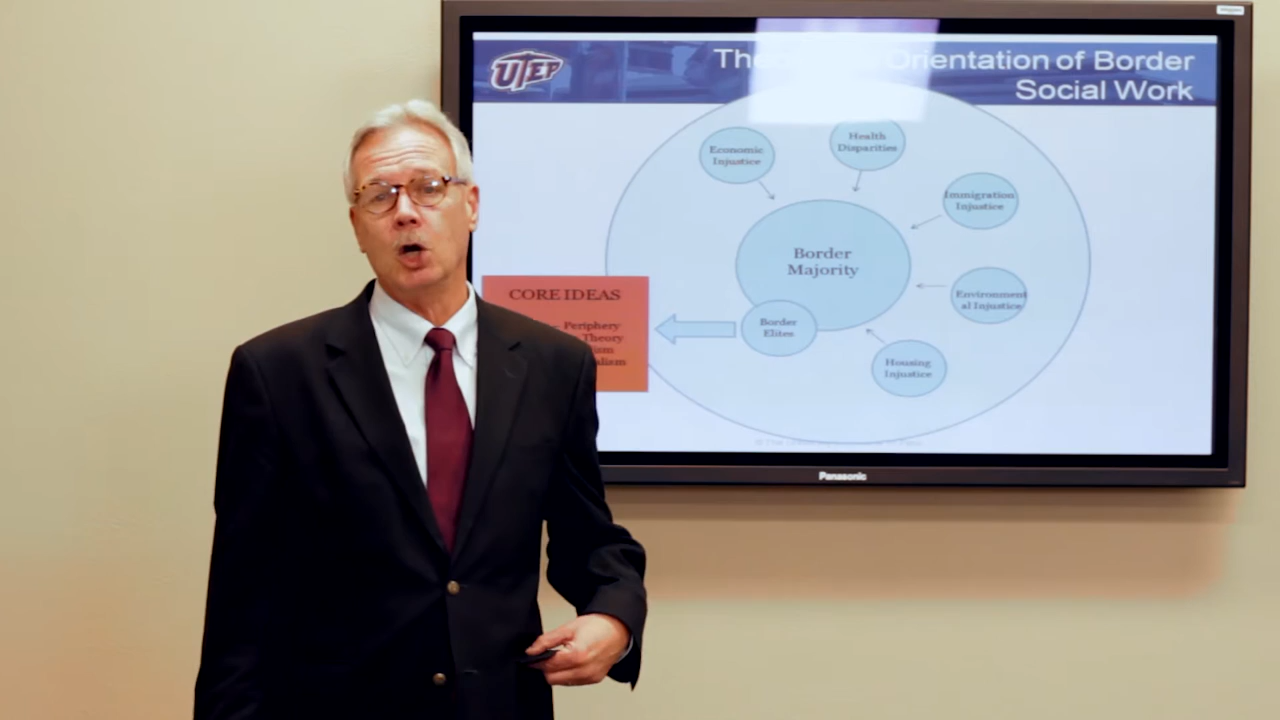 UTEP
Orientation of Border
Social Work
Economic
Injustice
Health
Disparities
Immigration
Injustice
Border
Majority
Environment
al Injustice
Border
Elites
Housing
Injustice
CORE IDEAS
Periphery
Theory
Panasonic